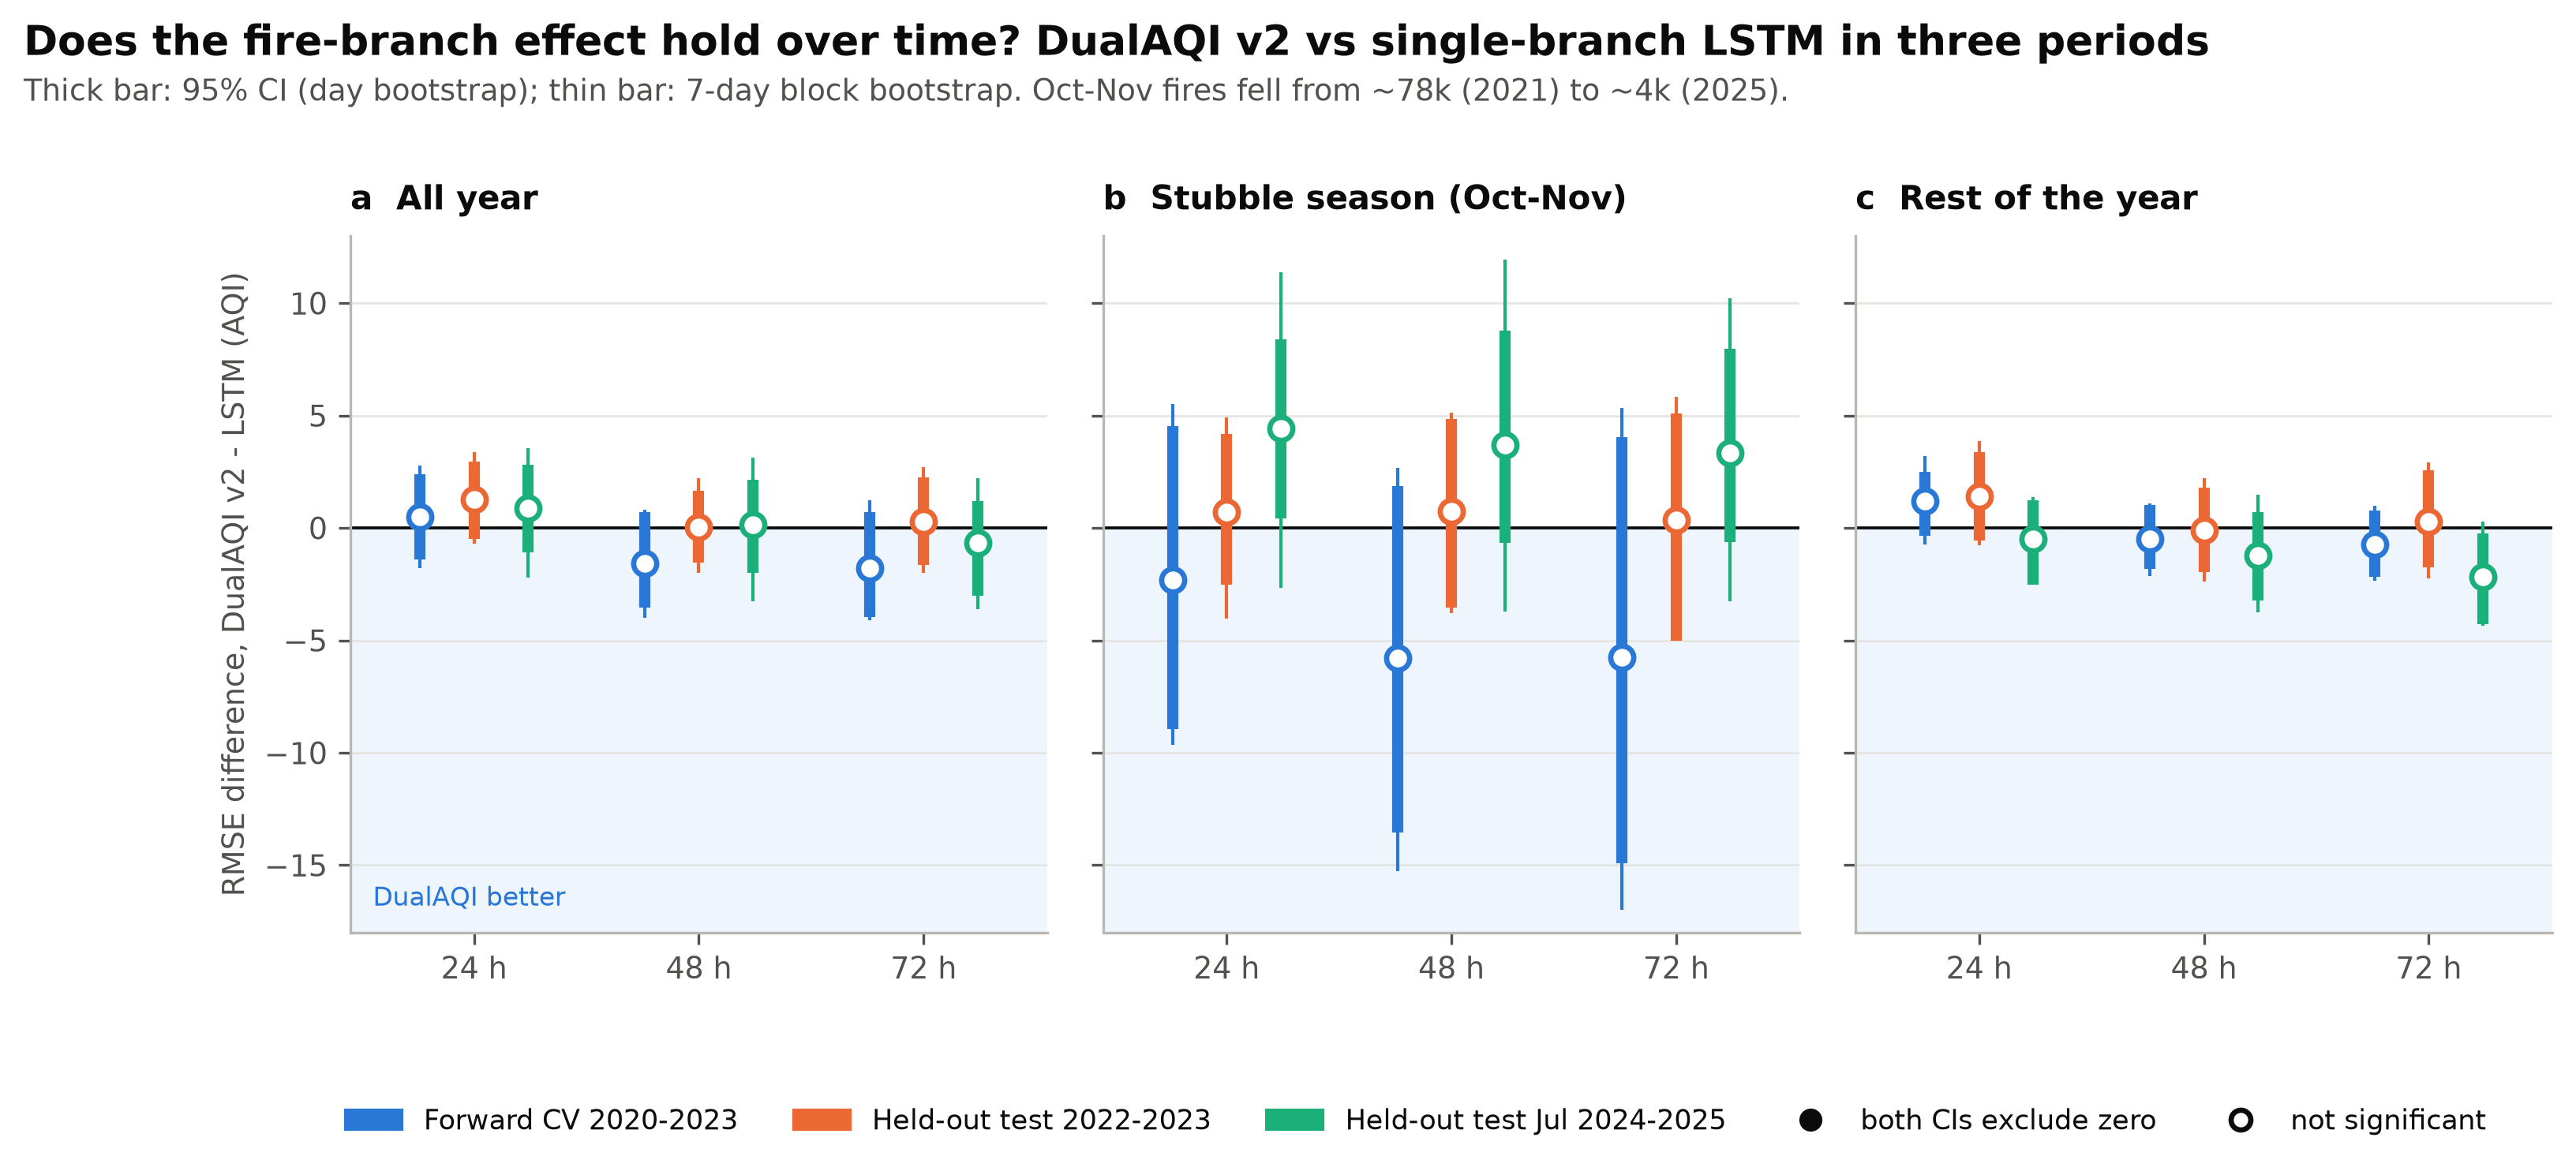 Does the fire-branch effect hold over time? DualAQI v2 vs single-branch LSTM in three periods
Thick bar: 95% CI (day bootstrap); thin bar: 7-day block bootstrap. Oct-Nov fires fell from ~78k (2021) to ~4k (2025).
a All year
b Stubble season (Oct-Nov)
c Rest of the year
RMSE difference, DualAQI v2 - LSTM (AQI)
10
5
0
−5
−10
−15
DualAQI better
24 h 48 h 72 h
24 h 48 h 72 h
24 h 48 h 72 h
Forward CV 2020-2023
Held-out test 2022-2023
Held-out test Jul 2024-2025
both CIs exclude zero
not significant